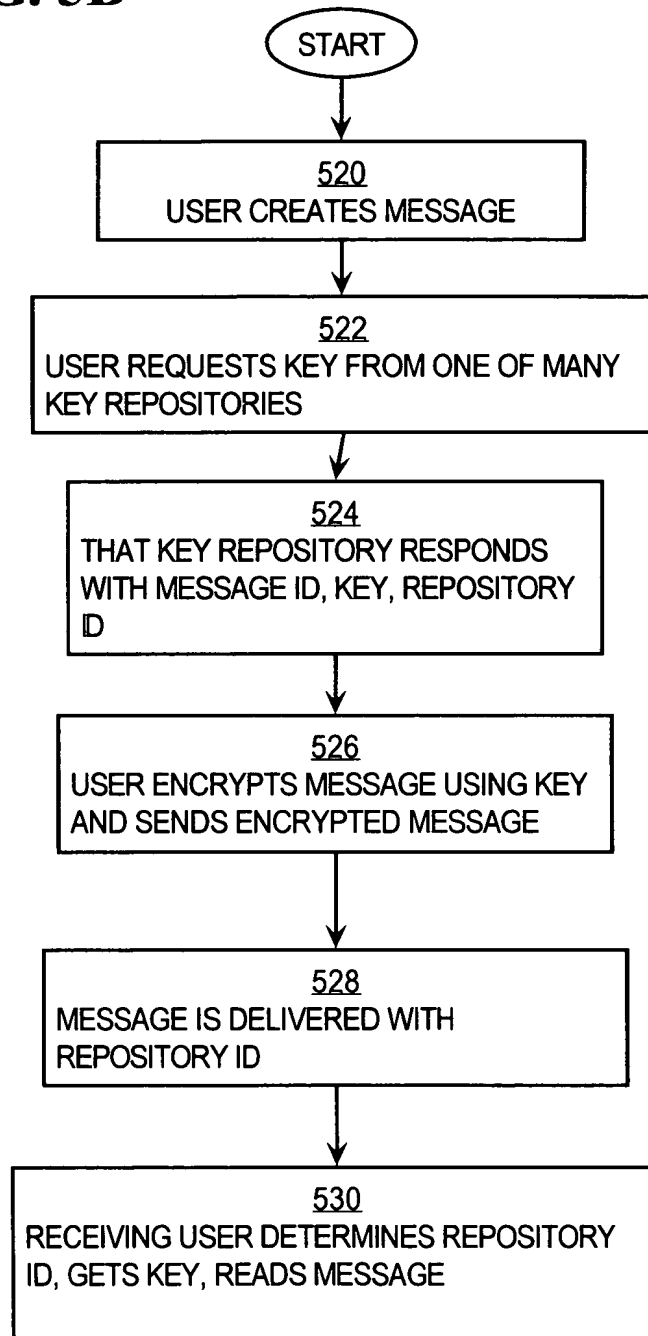 START
520
USER CREATES MESSAGE
522
USER REQUESTS KEY FROM ONE OF MANY
KEY REPOSITORIES
524
THAT KEY REPOSITORY RESPONDS
WITH MESSAGE ID, KEY, REPOSITORY
ID
526
USER ENCRYPTS MESSAGE USING KEY
AND SENDS ENCRYPTED MESSAGE
528
MESSAGE IS DELIVERED WITH
REPOSITORY ID
530
RECEIVING USER DETERMINES REPOSITORY
ID, GETS KEY, READS MESSAGE